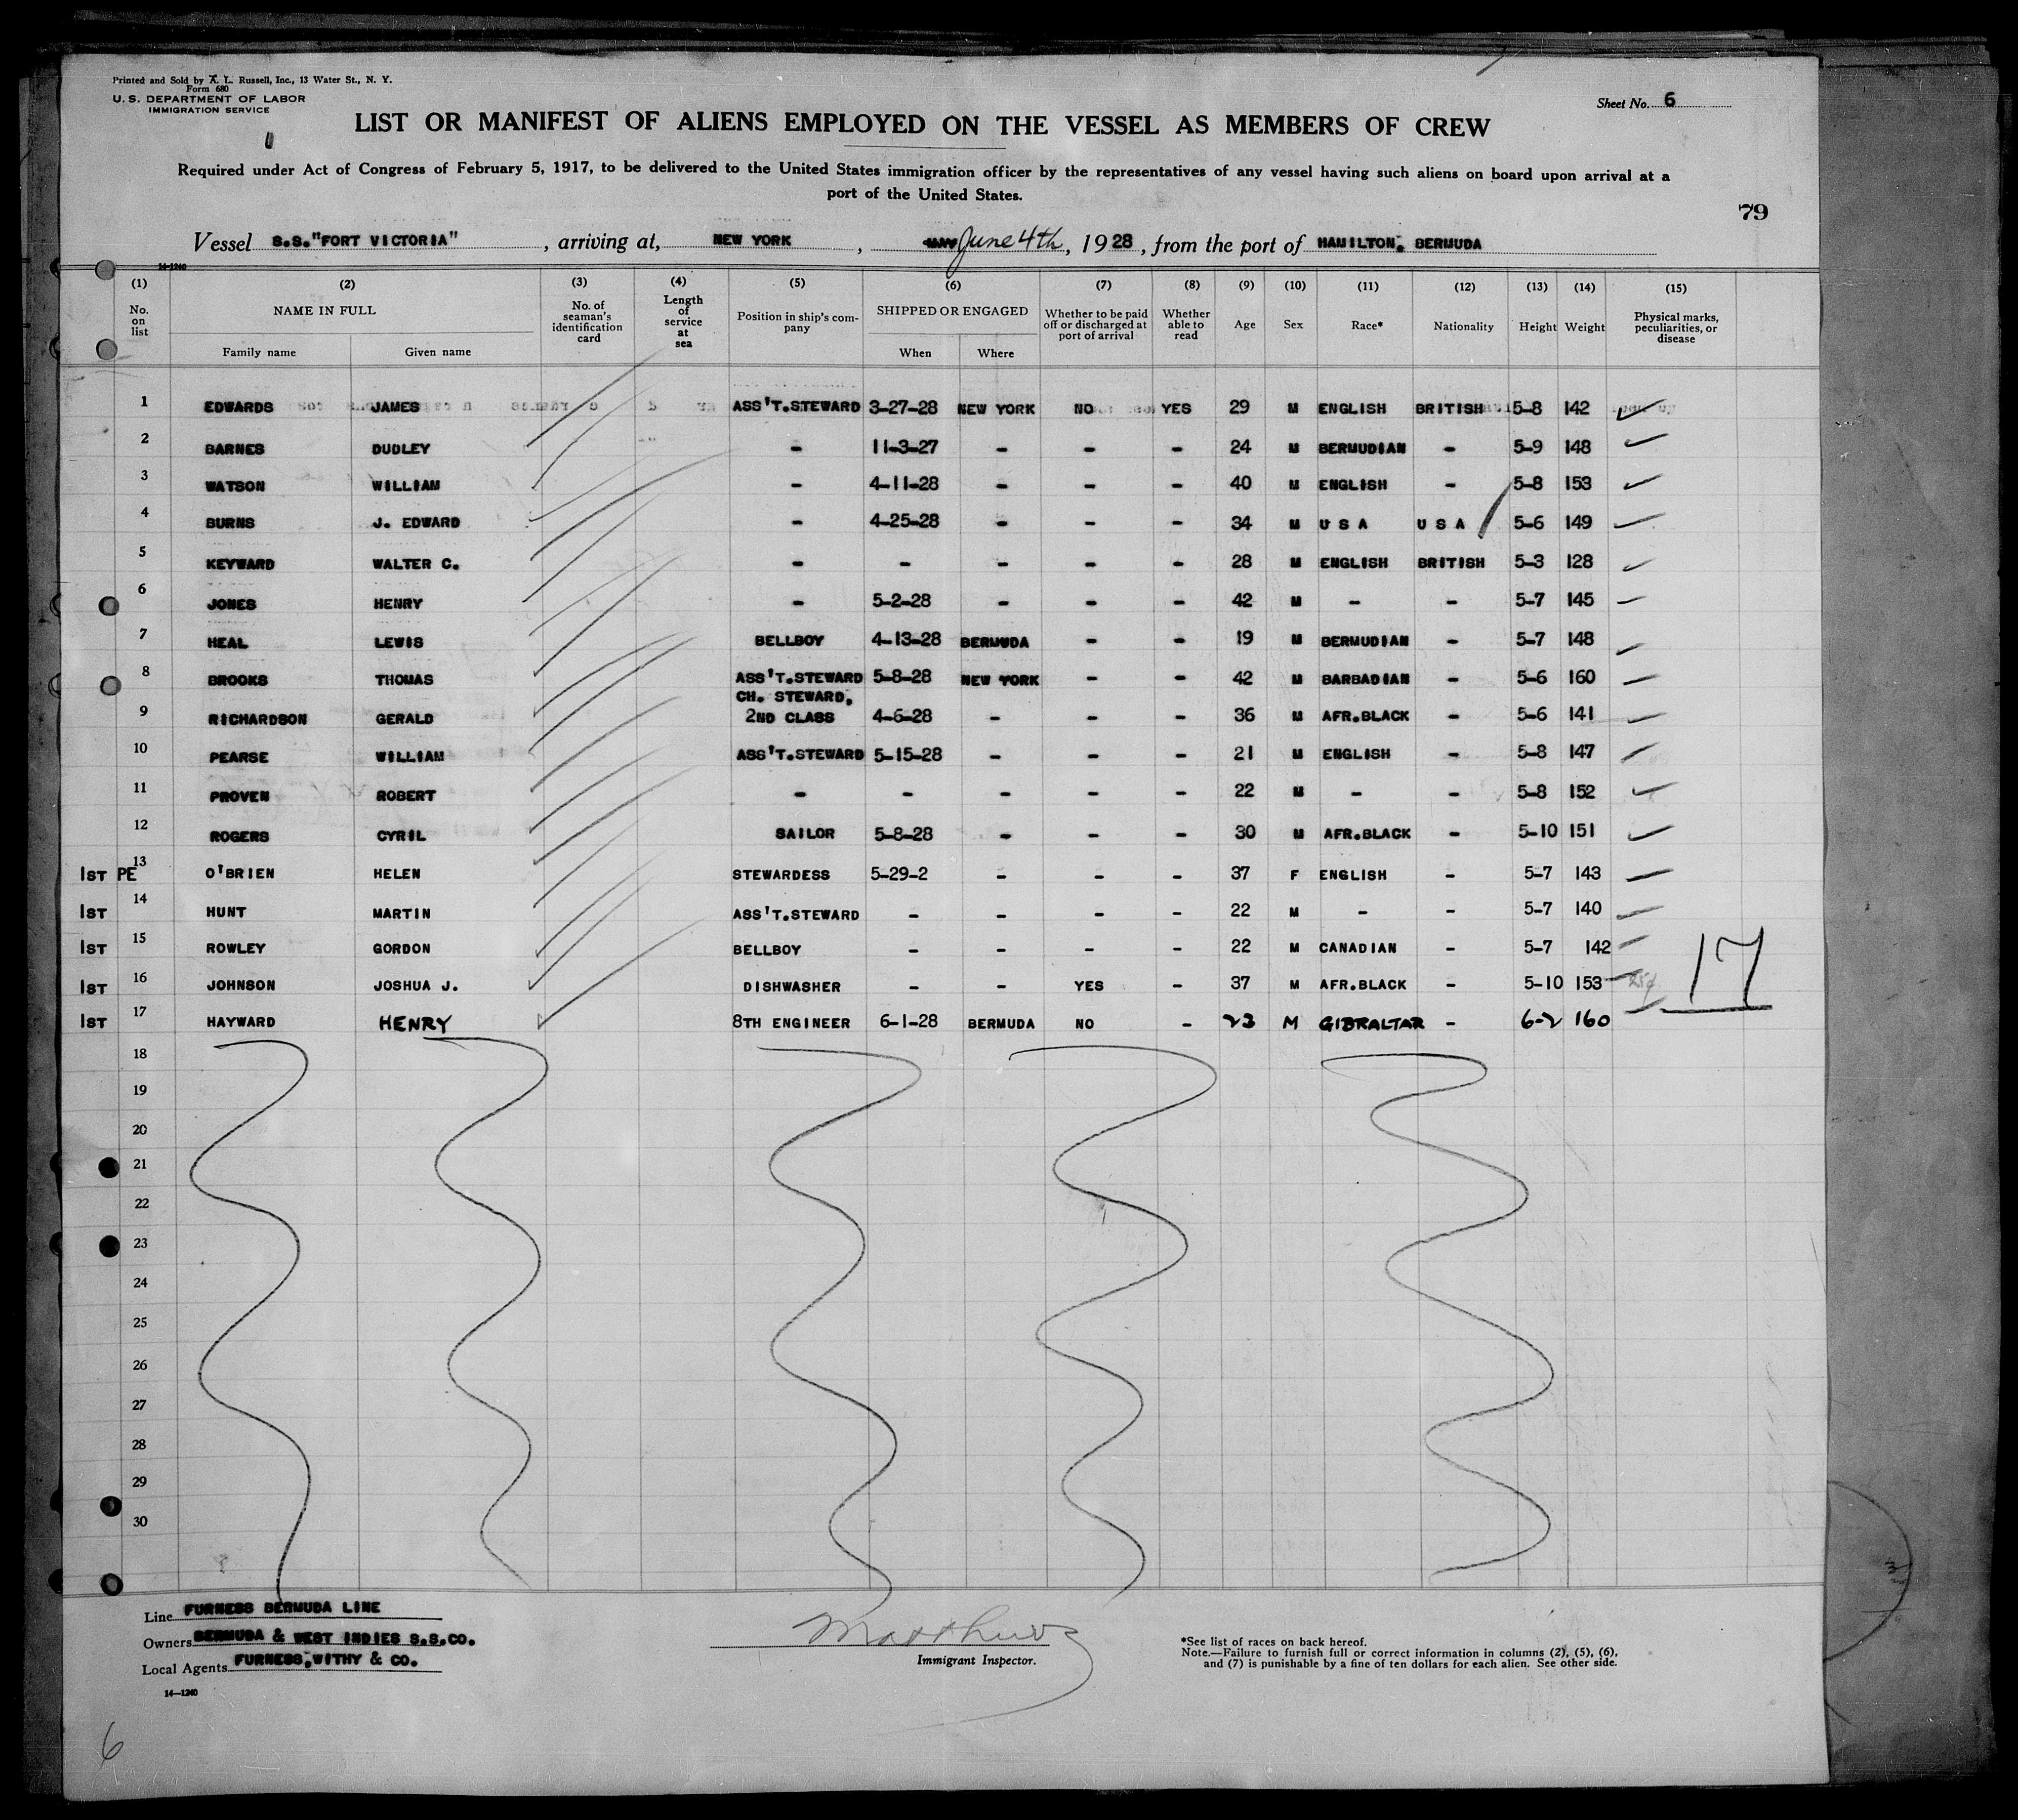 Printed and Sold by A. L. Russell, Inc., 13 Water St., N. Y.
Form 680
U. S. DEPARTMENT OF LABOR
IMMIGRATION SERVICE
Sheet No. 6
LIST OR MANIFEST OF ALIENS EMPLOYED ON THE VESSEL AS MEMBERS OF CREW
Required under Act of Congress of February 5, 1917, to be delivered to the United States immigration officer by the representatives of any vessel having such aliens on board upon arrival at a
port of the United States.
79
Vessel S.S."FORT VICTORIA", arriving at, NEW YORK, June 4th, 1928, from the port of HAMILTON, BERMUDA
14-1240
(1) (2) (3) (4) (5) (6) (7) (8) (9) (10) (11) (12) (13) (14) (15)
No. on list NAME IN FULL No. of seaman's identification card Length of service at sea Position in ship's company SHIPPED OR ENGAGED Whether to be paid off or discharged at port of arrival Whether able to read Age Sex Race* Nationality Height Weight Physical marks, peculiarities, or disease
Family name Given name When Where
1 EDWARDS JAMES ASS'T.STEWARD 3-27-28 NEW YORK NO YES 29 M ENGLISH BRITISH 5-8 142
2 BARNES DUDLEY - 11-3-27 - - - 24 M BERMUDIAN - 5-9 148
3 WATSON WILLIAM - 4-11-28 - - - 40 M ENGLISH - 5-8 153
4 BURNS J. EDWARD - 4-25-28 - - - 34 M U S A U S A 5-6 149
5 KEYWARD WALTER C. - - - - - 28 M ENGLISH BRITISH 5-3 128
6 JONES HENRY - 5-2-28 - - - 42 M - - 5-7 145
7 HEAL LEWIS BELLBOY 4-13-28 BERMUDA - - 19 M BERMUDIAN - 5-7 148
8 BROOKS THOMAS ASS'T.STEWARD 5-8-28 NEW YORK - - 42 M BARBADIAN - 5-6 160
CH. STEWARD,
9 RICHARDSON GERALD 2ND CLASS 4-6-28 - - - 36 M AFR.BLACK - 5-6 141
10 PEARSE WILLIAM ASS'T.STEWARD 5-15-28 - - - 21 M ENGLISH - 5-8 147
11 PROVEN ROBERT - - - - - 22 M - - 5-8 152
12 ROGERS CYRIL SAILOR 5-8-28 - - - 30 M AFR.BLACK - 5-10 151
1ST PE 13 O'BRIEN HELEN STEWARDESS 5-29-2 - - - 37 F ENGLISH - 5-7 143
1ST 14 HUNT MARTIN ASS'T.STEWARD - - - - 22 M - - 5-7 140
1ST 15 ROWLEY GORDON BELLBOY - - - - 22 M CANADIAN - 5-7 142
1ST 16 JOHNSON JOSHUA J. DISHWASHER - - YES - 37 M AFR.BLACK - 5-10 153
1ST 17 HAYWARD HENRY 8TH ENGINEER 6-1-28 BERMUDA NO - 23 M GIBRALTAR - 6-2 160
17
18
19
20
21
22
23
24
25
26
27
28
29
30
Line FURNESS BERMUDA LINE
Owners BERMUDA & WEST INDIES S.S.CO.
Local Agents FURNESS, WITHY & CO.
14-1240
Matthews
Immigrant Inspector.
*See list of races on back hereof.
Note.—Failure to furnish full or correct information in columns (2), (5), (6),
and (7) is punishable by a fine of ten dollars for each alien. See other side.
6